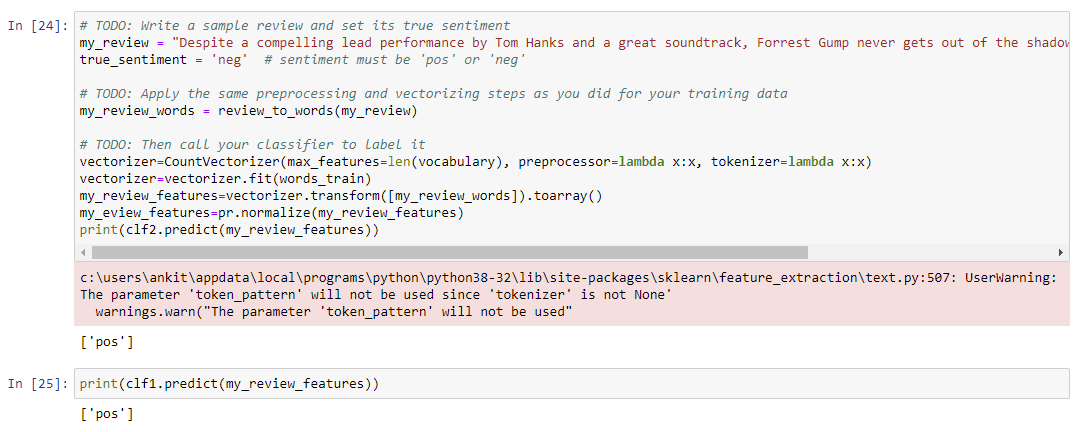 In [24]: # TODO: Write a sample review and set its true sentiment
my_review = "Despite a compelling lead performance by Tom Hanks and a great soundtrack, Forrest Gump never gets out of the shadow
true_sentiment = 'neg'  # sentiment must be 'pos' or 'neg'
# TODO: Apply the same preprocessing and vectorizing steps as you did for your training data
my_review_words = review_to_words(my_review)
# TODO: Then call your classifier to label it
vectorizer=CountVectorizer(max_features=len(vocabulary), preprocessor=lambda x:x, tokenizer=lambda x:x)
vectorizer=vectorizer.fit(words_train)
my_review_features=vectorizer.transform([my_review_words]).toarray()
my_eview_features=pr.normalize(my_review_features)
print(clf2.predict(my_review_features))
c:\users\ankit\appdata\local\programs\python\python38-32\lib\site-packages\sklearn\feature_extraction\text.py:507: UserWarning:
The parameter 'token_pattern' will not be used since 'tokenizer' is not None'
  warnings.warn("The parameter 'token_pattern' will not be used"
['pos']
In [25]: print(clf1.predict(my_review_features))
['pos']